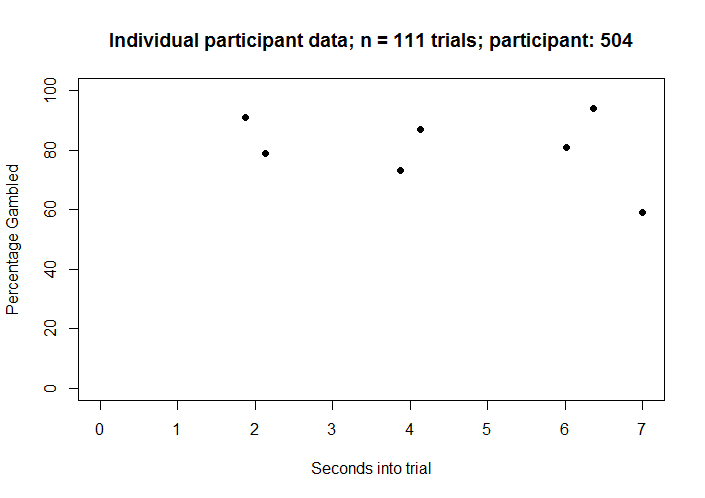 Individual participant data; n = 111 trials; participant: 504
Percentage Gambled
100
80
60
40
20
0
0 1 2 3 4 5 6 7
Seconds into trial